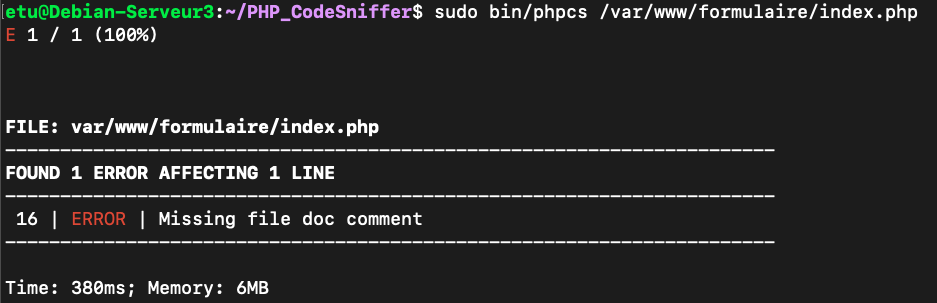 etu@Debian-Serveur3:~/PHP_CodeSniffer$ sudo bin/phpcs /var/www/formulaire/index.php
E 1 / 1 (100%)
FILE: var/www/formulaire/index.php
----------------------------------------------------------------------
FOUND 1 ERROR AFFECTING 1 LINE
----------------------------------------------------------------------
16 | ERROR | Missing file doc comment
----------------------------------------------------------------------
Time: 380ms; Memory: 6MB